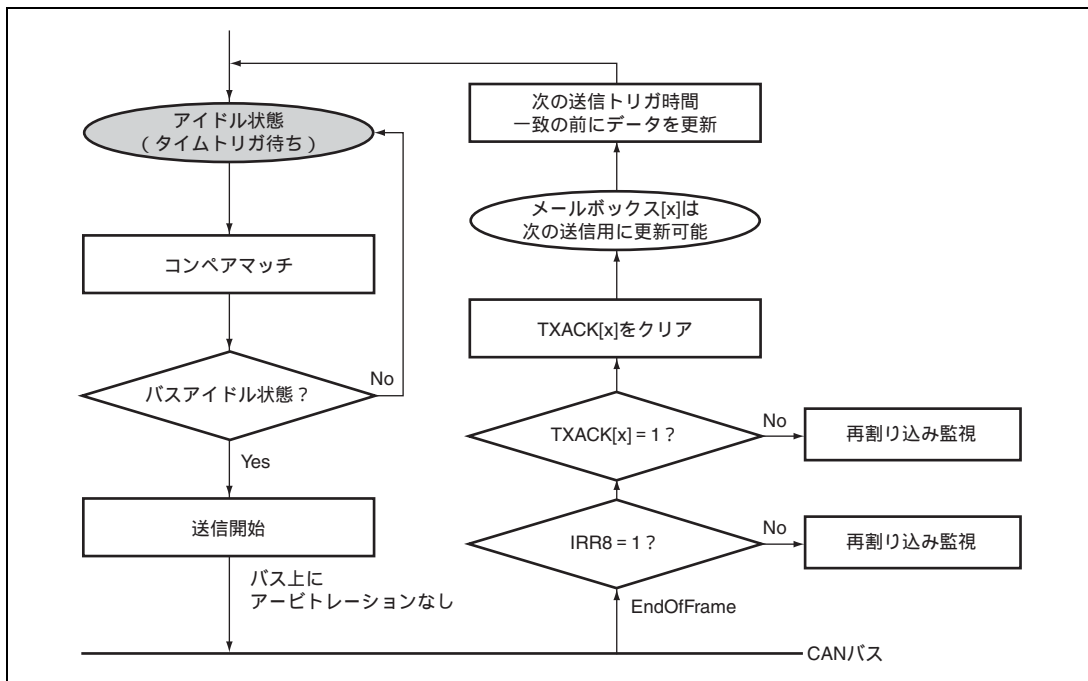 アイドル状態
（タイムトリガ待ち）
コンペアマッチ
バスアイドル状態？
No
Yes
送信開始
バス上に
アービトレーションなし
次の送信トリガ時間
一致の前にデータを更新
メールボックス[x]は
次の送信用に更新可能
TXACK[x]をクリア
TXACK[x] = 1？
No
再割り込み監視
IRR8 = 1？
No
再割り込み監視
EndOfFrame
CANバス